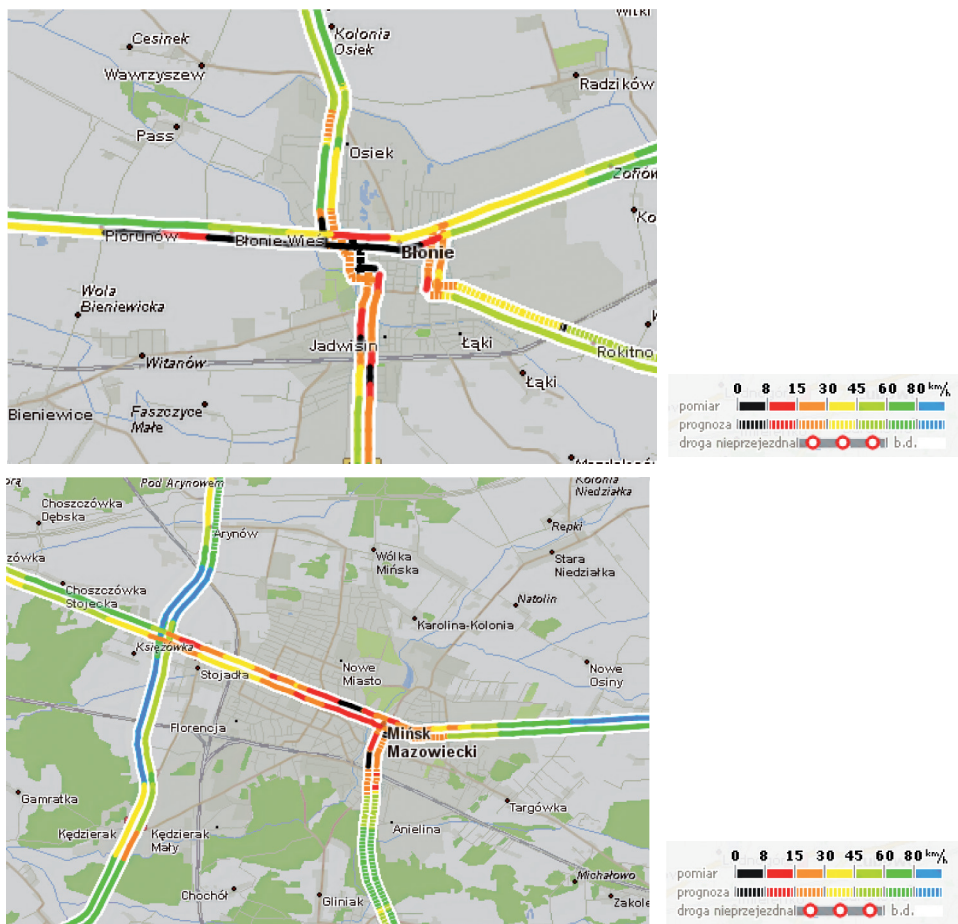 Witki
Cesinek
Kolonia
Osiek
Wawrzyszew
Radzików
Pass
Osiek
Zofiów
Ko
Piorunów
Błonie-Wieś
Błonie
Wola
Bieniewicka
Jadwisin
Łąki
Rokitno
Witanów
Łąki
Bieniewice
Faszczyce
Małe
0 8 15 30 45 60 80 km/h
pomiar
prognoza
droga nieprzejezdna b.d.
Pod Arynowem
Kolonia
Niedziałka
Choszczówka
Dębska
Arynów
Repki
zówka
Wólka
Mińska
Stara
Niedziałka
Choszczówka
Stojecka
Natolin
Karolina-Kolonia
Księżówka
Stojadła
Nowe
Miasto
Nowe
Osiny
Florencja
Mińsk
Mazowiecki
Gamratka
Targówka
Kędzierak
Kędzierak
Mały
Anielina
Michałowo
Chochół
Gliniak
Zakole
0 8 15 30 45 60 80 km/h
pomiar
prognoza
droga nieprzejezdna b.d.